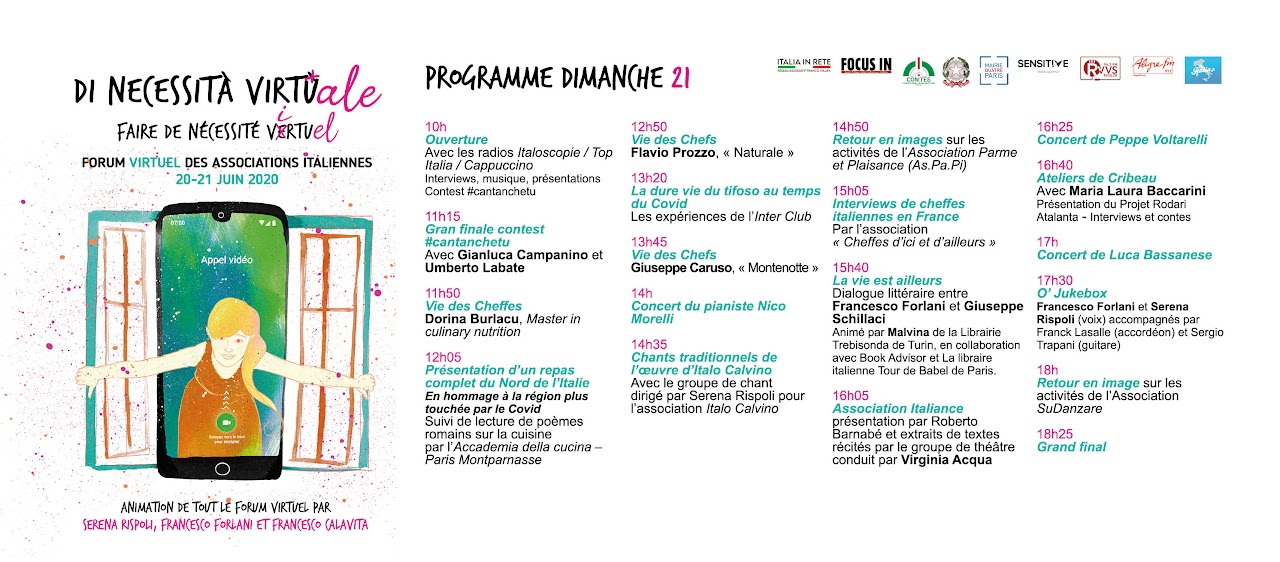 DI NECESSITÀ VIRTÙale
FAIRE DE NÉCESSITÉ VIRTUel
FORUM VIRTUEL DES ASSOCIATIONS ITALIENNES
20-21 JUIN 2020
07:00
Appel vidéo
Balayez vers le haut
pour accepter
ANIMATION DE TOUT LE FORUM VIRTUEL PAR
SERENA RISPOLI, FRANCESCO FORLANI ET FRANCESCO CALAVITA
PROGRAMME DIMANCHE 21
ITALIA IN RETE
FOCUS IN
CONTES
MAIRIE
QUATRE
PARIS
SENSITIVE
RVVS
Aligre fm
10h
Ouverture
Avec les radios Italoscopie / Top
Italia / Cappuccino
Interviews, musique, présentations
Contest #cantanchetu
11h15
Gran finale contest
#cantanchetu
Avec Gianluca Campanino et
Umberto Labate
11h50
Vie des Cheffes
Dorina Burlacu, Master in
culinary nutrition
12h05
Présentation d'un repas
complet du Nord de l'Italie
En hommage à la région plus
touchée par le Covid
Suivi de lecture de poèmes
romains sur la cuisine
par l'Accademia della cucina –
Paris Montparnasse
12h50
Vie des Chefs
Flavio Prozzo, « Naturale »
13h20
La dure vie du tifoso au temps
du Covid
Les expériences de l'Inter Club
13h45
Vie des Chefs
Giuseppe Caruso, « Montenotte »
14h
Concert du pianiste Nico
Morelli
14h35
Chants traditionnels de
l'œuvre d'Italo Calvino
Avec le groupe de chant
dirigé par Serena Rispoli pour
l'association Italo Calvino
14h50
Retour en images sur les
activités de l'Association Parme
et Plaisance (As.Pa.Pi)
15h05
Interviews de cheffes
italiennes en France
Par l'association
« Cheffes d'ici et d'ailleurs »
15h40
La vie est ailleurs
Dialogue littéraire entre
Francesco Forlani et Giuseppe
Schillaci
Animé par Malvina de la Librairie
Trebisonda de Turin, en collaboration
avec Book Advisor et La libraire
italienne Tour de Babel de Paris.
16h05
Association Italiance
présentation par Roberto
Barnabé et extraits de textes
récités par le groupe de théâtre
conduit par Virginia Acqua
16h25
Concert de Peppe Voltarelli
16h40
Ateliers de Cribeau
Avec Maria Laura Baccarini
Présentation du Projet Rodari
Atalanta - Interviews et contes
17h
Concert de Luca Bassanese
17h30
O' Jukebox
Francesco Forlani et Serena
Rispoli (voix) accompagnés par
Franck Lasalle (accordéon) et Sergio
Trapani (guitare)
18h
Retour en image sur les
activités de l'Association
SuDanzare
18h25
Grand final